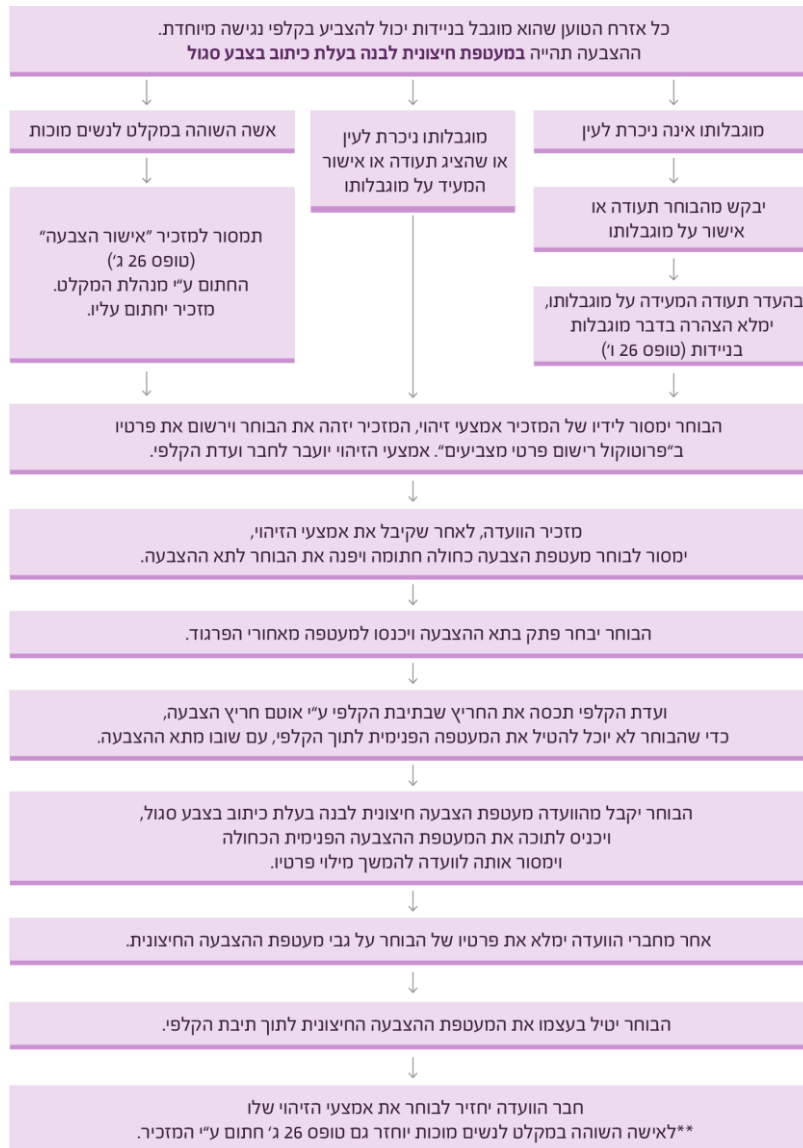 כל אזרח הטוען שהוא מוגבל בניידות יכול להצביע בקלפי נגישה מיוחדת.
ההצבעה תהייה במעטפת חיצונית לבנה בעלת כיתוב בצבע סגול
מוגבלותו אינה ניכרת לעין
יבקש מהבוחר תעודה או
אישור על מוגבלותו
בהעדר תעודה המעידה על מוגבלותו,
ימלא הצהרה בדבר מוגבלות
בניידות (טופס 26 ו')
מוגבלותו ניכרת לעין
או שהציג תעודה או אישור
המעיד על מוגבלותו
אשה השוהה במקלט לנשים מוכות
תמסור למזכיר "אישור הצבעה"
(טופס 26 ג')
החתום ע"י מנהלת המקלט.
מזכיר יחתום עליו.
הבוחר ימסור לידיו של המזכיר אמצעי זיהוי, המזכיר יזהה את הבוחר וירשום את פרטיו
ב"פרוטוקול רישום פרטי מצביעים". אמצעי הזיהוי יועבר לחבר ועדת הקלפי.
מזכיר הוועדה, לאחר שקיבל את אמצעי הזיהוי,
ימסור לבוחר מעטפת הצבעה כחולה חתומה ויפנה את הבוחר לתא ההצבעה.
הבוחר יבחר פתק בתא ההצבעה ויכנסו למעטפה מאחורי הפרגוד.
ועדת הקלפי תכסה את החריץ שבתיבת הקלפי ע"י אוטם חריץ הצבעה,
כדי שהבוחר לא יוכל להטיל את המעטפה הפנימית לתוך הקלפי, עם שובו מתא ההצבעה.
הבוחר יקבל מהוועדה מעטפת הצבעה חיצונית לבנה בעלת כיתוב בצבע סגול,
ויכניס לתוכה את המעטפת ההצבעה הפנימית הכחולה
וימסור אותה לוועדה להמשך מילוי פרטיו.
אחר מחברי הוועדה ימלא את פרטיו של הבוחר על גבי מעטפת ההצבעה החיצונית.
הבוחר יטיל בעצמו את המעטפת ההצבעה החיצונית לתוך תיבת הקלפי.
חבר הוועדה יחזיר לבוחר את אמצעי הזיהוי שלו
**לאישה השוהה במקלט לנשים מוכות יוחזר גם טופס 26 ג' חתום ע"י המזכיר.